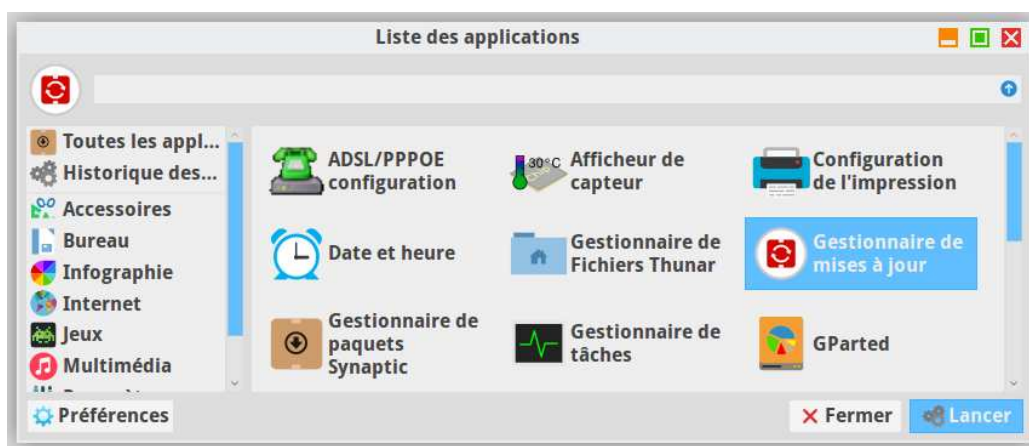 Liste des applications
Toutes les appl...
Historique des...
Accessoires
Bureau
Infographie
Internet
Jeux
Multimédia
ADSL/PPPOE
configuration
30°C
Afficheur de
capteur
Configuration
de l'impression
Date et heure
Gestionnaire de
Fichiers Thunar
Gestionnaire de
mises à jour
Gestionnaire de
paquets
Synaptic
Gestionnaire de
tâches
GParted
Préférences
Fermer
Lancer